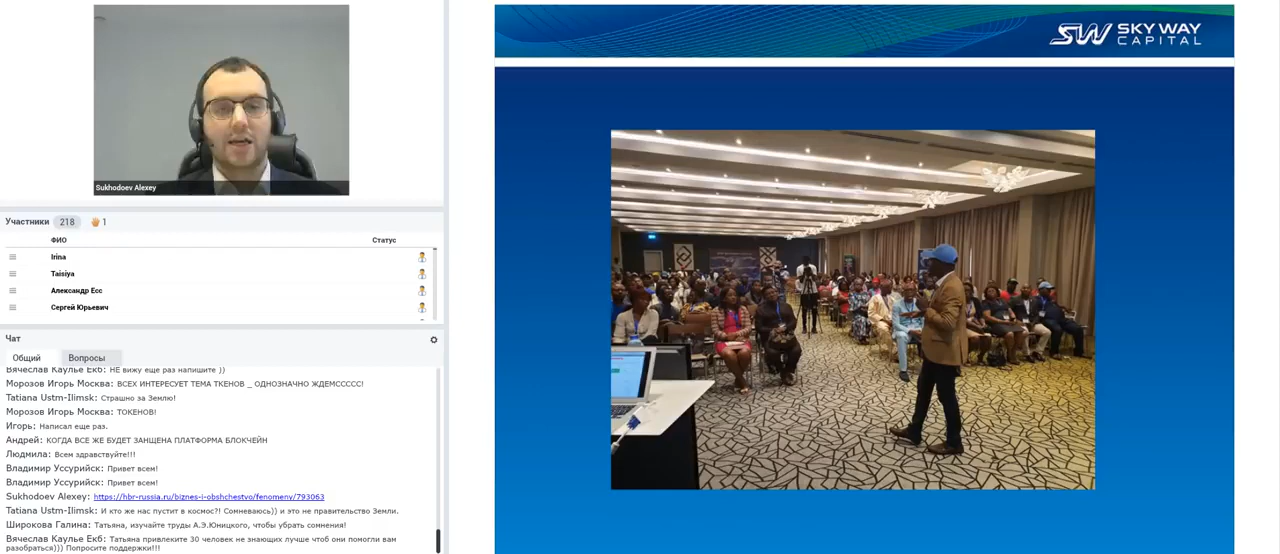 Sukhodoev Alexey
Участники 218 1
ФИО Статус
Irina
Taisiya
Александр Есс
Сергей Юрьевич
Чат
Общий Вопросы
Вячеслав Каулье Екб: НЕ вижу еще раз напишите ))
Морозов Игорь Москва: ВСЕХ ИНТЕРЕСУЕТ ТЕМА ТКЕНОВ _ ОДНОЗНАЧНО ЖДЕМССССС!
Tatiana Ustm-Ilimsk: Страшно за Землю!
Морозов Игорь Москва: ТОКЕНОВ!
Игорь: Написал еще раз.
Андрей: КОГДА ВСЕ ЖЕ БУДЕТ ЗАНЩЕНА ПЛАТФОРМА БЛОКЧЕЙН
Людмила: Всем здравствуйте!!!
Владимир Уссурийск: Привет всем!
Владимир Уссурийск: Привет всем!
Sukhodoev Alexey: https://hbr-russia.ru/biznes-i-obshchestvo/fenomeny/793063
Tatiana Ustm-Ilimsk: И кто же нас пустит в космос?! Сомневаюсь)) и это не правительство Земли.
Широкова Галина: Татьяна, изучайте труды А.Э.Юницкого, чтобы убрать сомнения!
Вячеслав Каулье Екб: Татьяна привлеките 30 человек не знающих лучше чтоб они помогли вам
разобраться))) Попросите поддержки!!!
SW SKY WAY
CAPITAL